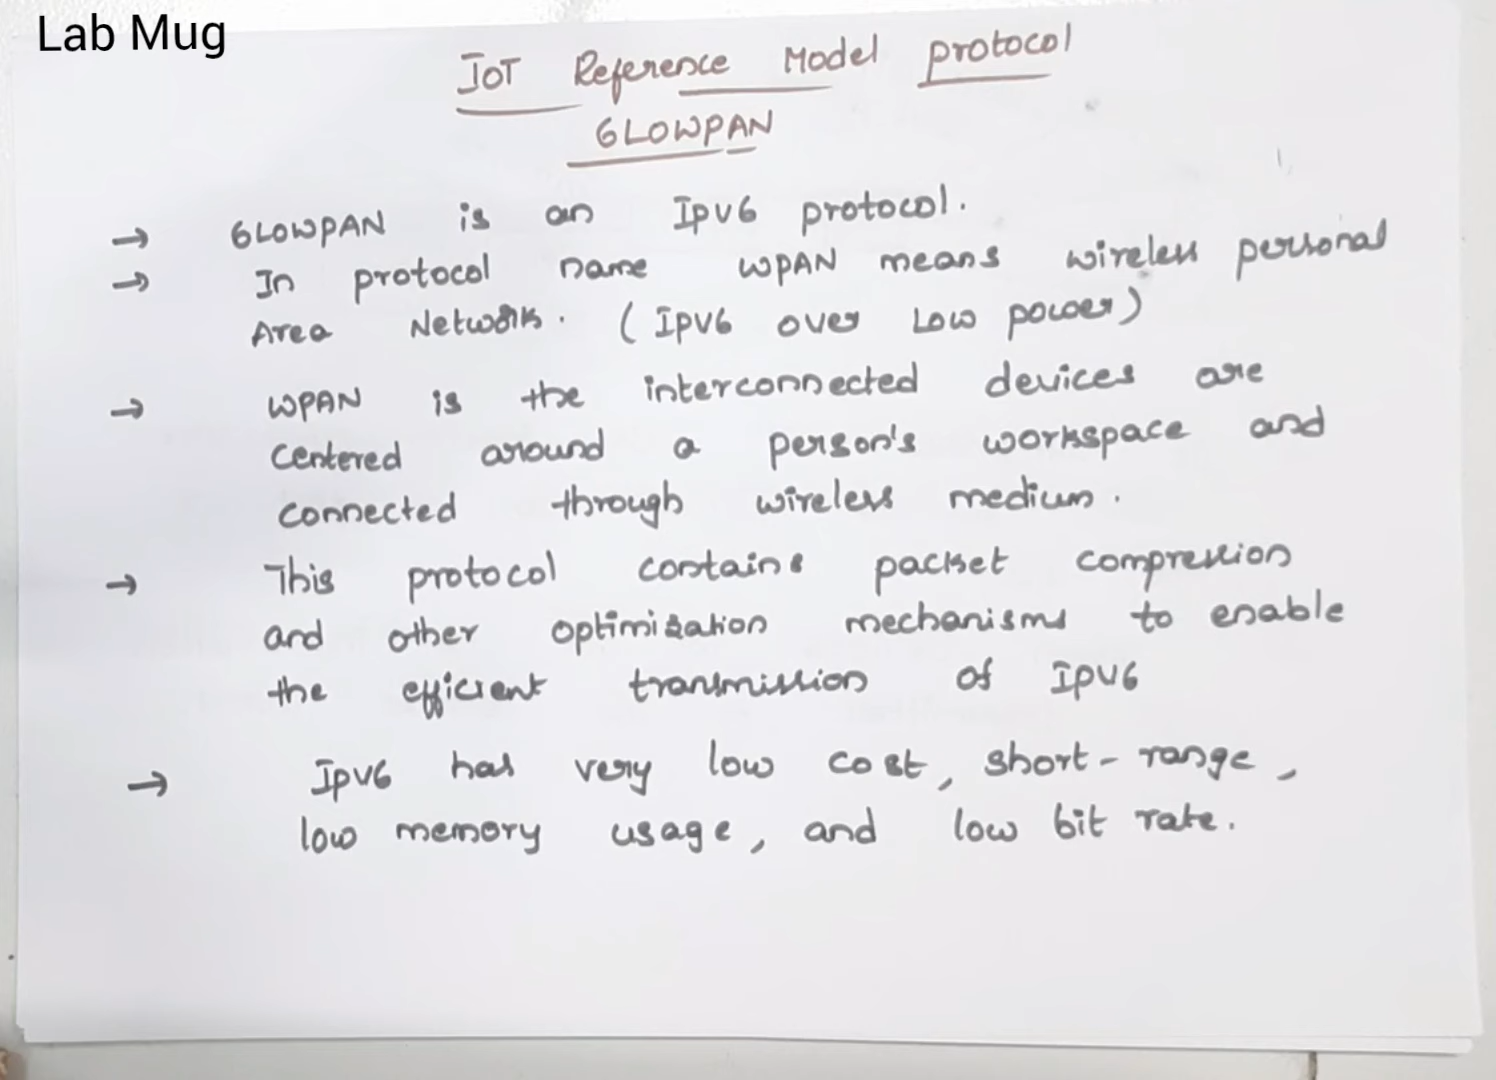 Lab Mug
IoT Reference Model protocol
6LOWPAN
→ 6LOWPAN is an IPV6 protocol.
→ In protocol name WPAN means wireless personal
Area Network. (IPV6 over Low power)
→ WPAN is the interconnected devices are
centered around a person's workspace and
connected through wireless medium.
→ This protocol contains packet compression
and other optimization mechanisms to enable
the efficient transmission of IPV6
→ IPV6 has very low cost, short-range,
low memory usage, and low bit rate.